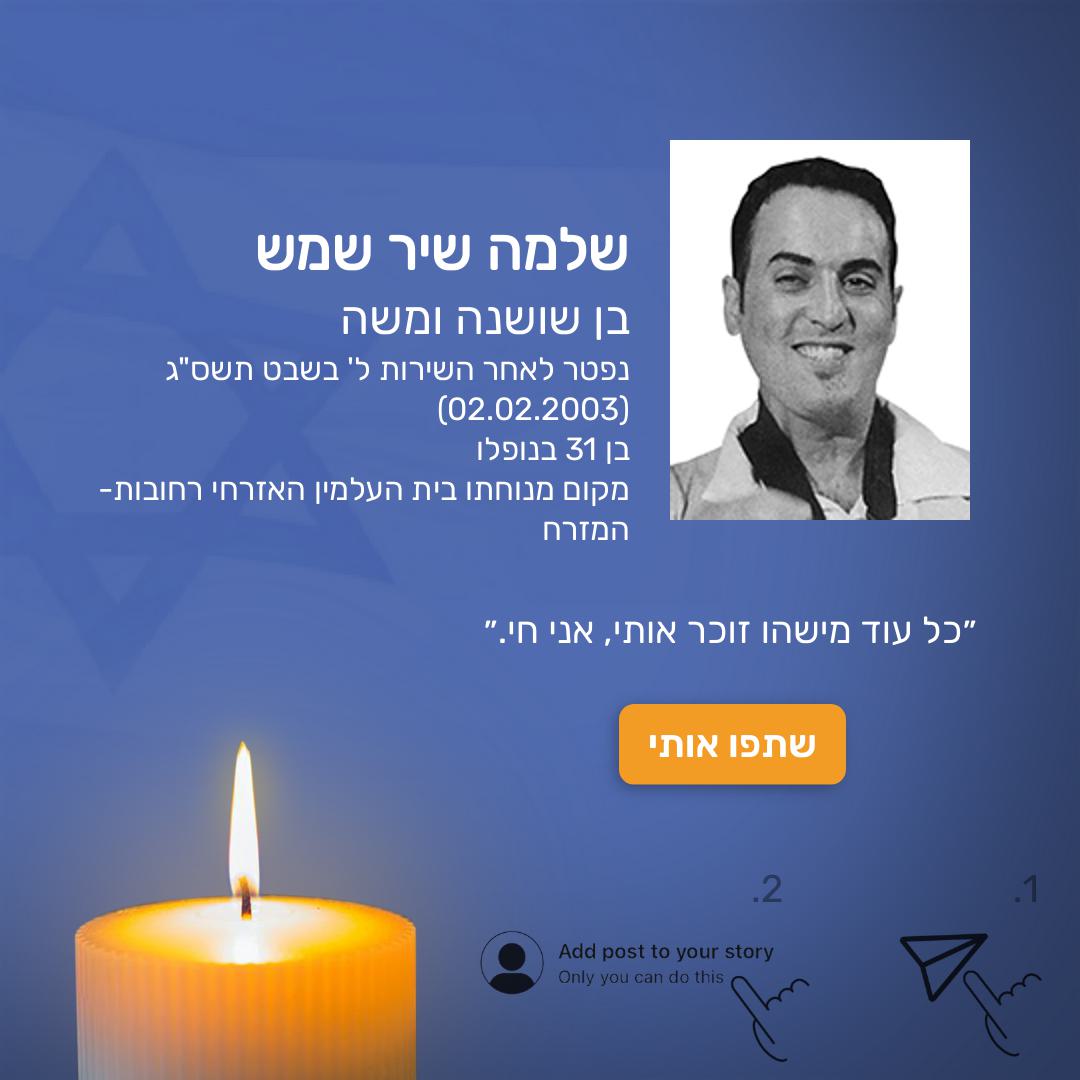 שלמה שיר שמש
בן שושנה ומשה
נפטר לאחר השירות ל' בשבט תשס"ג
(02.02.2003)
בן 31 בנופלו
מקום מנוחתו בית העלמין האזרחי רחובות-
המזרח
״כל עוד מישהו זוכר אותי, אני חי.״
שתפו אותי
1.
2.
Add post to your story
Only you can do this